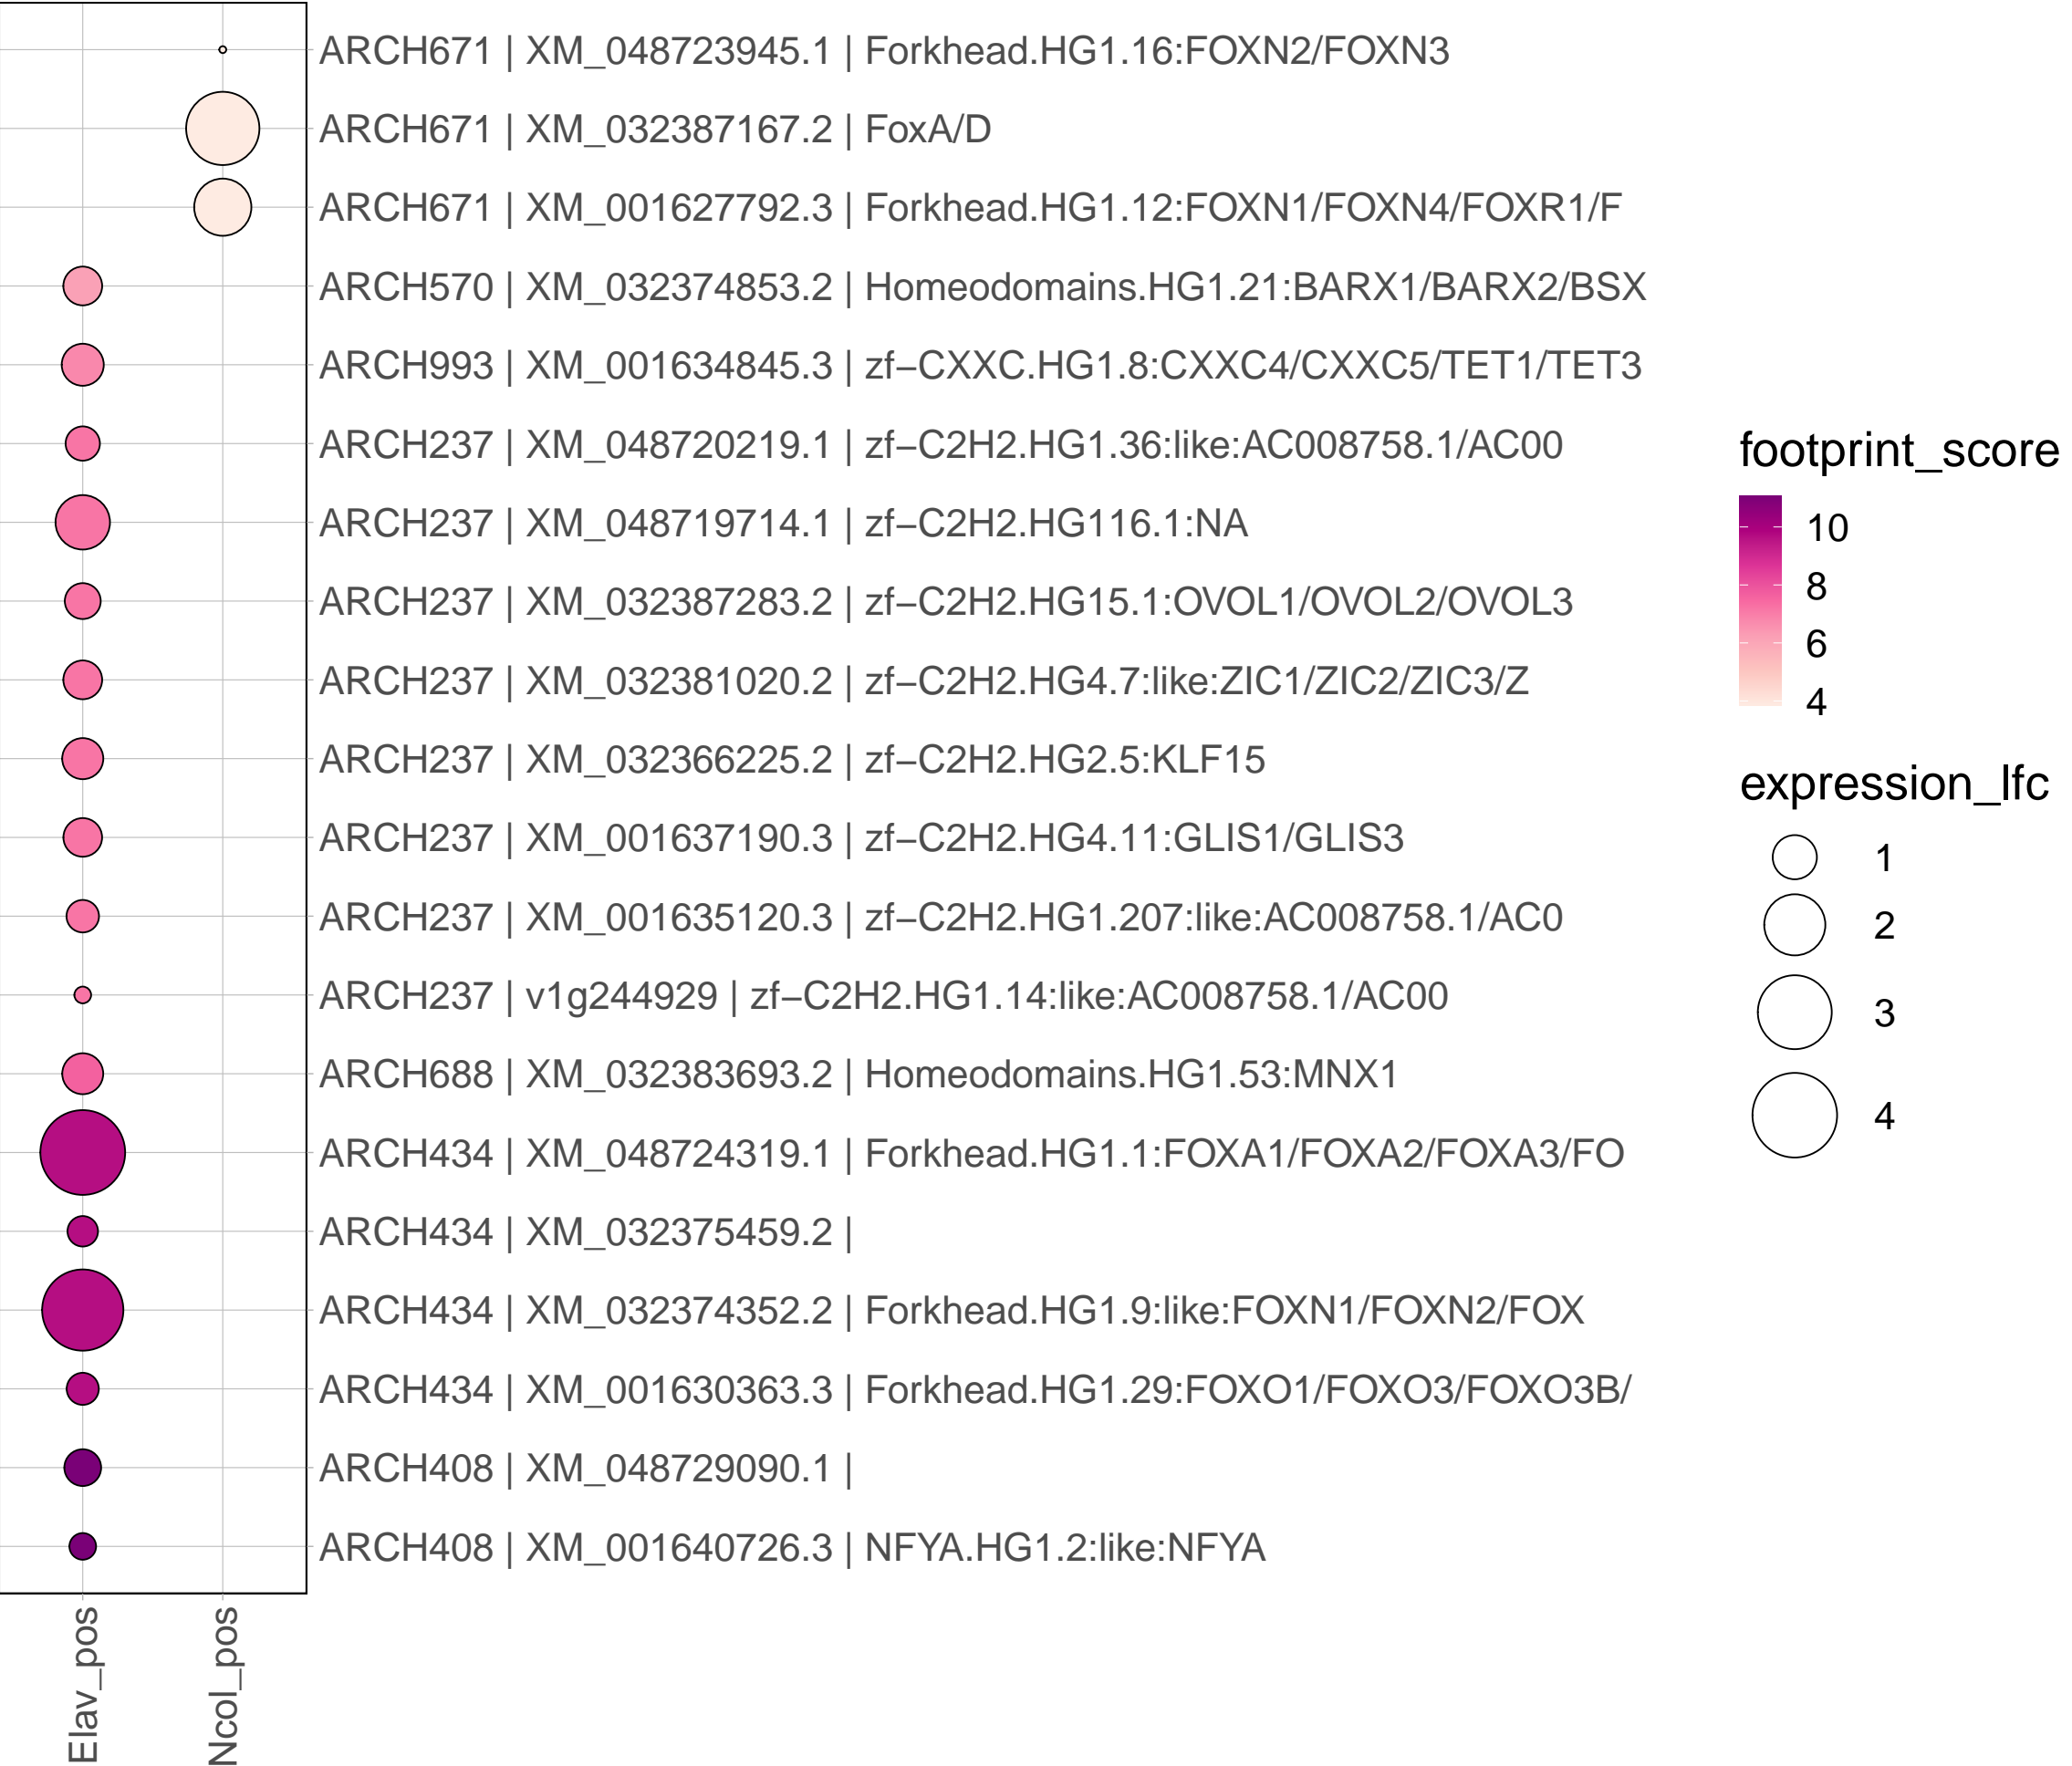 ARCH671 | XM_048723945.1 | Forkhead.HG1.16:FOXN2/FOXN3
ARCH671 | XM_032387167.2 | FoxA/D
ARCH671 | XM_001627792.3 | Forkhead.HG1.12:FOXN1/FOXN4/FOXR1/F
ARCH570 | XM_032374853.2 | Homeodomains.HG1.21:BARX1/BARX2/BSX
ARCH993 | XM_001634845.3 | zf−CXXC.HG1.8:CXXC4/CXXC5/TET1/TET3
ARCH237 | XM_048720219.1 | zf−C2H2.HG1.36:like:AC008758.1/AC00
ARCH237 | XM_048719714.1 | zf−C2H2.HG116.1:NA
ARCH237 | XM_032387283.2 | zf−C2H2.HG15.1:OVOL1/OVOL2/OVOL3
ARCH237 | XM_032381020.2 | zf−C2H2.HG4.7:like:ZIC1/ZIC2/ZIC3/Z
ARCH237 | XM_032366225.2 | zf−C2H2.HG2.5:KLF15
ARCH237 | XM_001637190.3 | zf−C2H2.HG4.11:GLIS1/GLIS3
ARCH237 | XM_001635120.3 | zf−C2H2.HG1.207:like:AC008758.1/AC0
ARCH237 | v1g244929 | zf−C2H2.HG1.14:like:AC008758.1/AC00
ARCH688 | XM_032383693.2 | Homeodomains.HG1.53:MNX1
ARCH434 | XM_048724319.1 | Forkhead.HG1.1:FOXA1/FOXA2/FOXA3/FO
ARCH434 | XM_032375459.2 |
ARCH434 | XM_032374352.2 | Forkhead.HG1.9:like:FOXN1/FOXN2/FOX
ARCH434 | XM_001630363.3 | Forkhead.HG1.29:FOXO1/FOXO3/FOXO3B/
ARCH408 | XM_048729090.1 |
ARCH408 | XM_001640726.3 | NFYA.HG1.2:like:NFYA
Elav_pos
Ncol_pos
footprint_score
10
8
6
4
expression_lfc
1
2
3
4